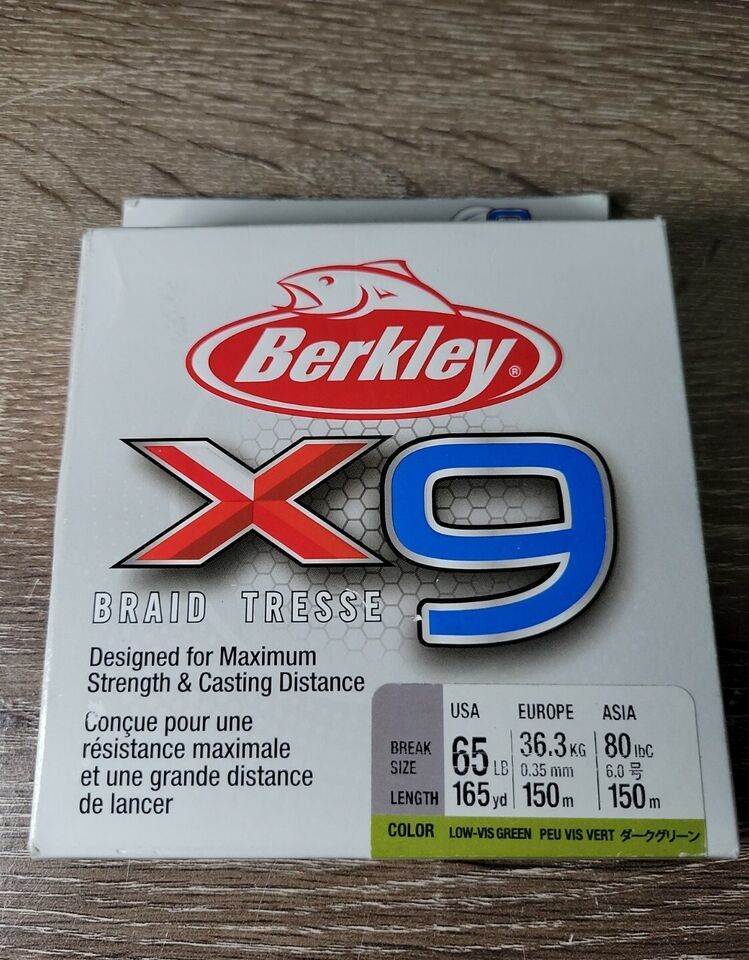 Berkley®
X9
BRAID TRESSE
Designed for Maximum
Strength & Casting Distance
Conçue pour une
résistance maximale
et une grande distance
de lancer
USA EUROPE ASIA
BREAK 65 LB 36.3 KG 80 lbC
SIZE 0.35 mm 6.0 号
LENGTH 165 yd 150 m 150 m
COLOR LOW-VIS GREEN PEU VIS VERT ダークグリーン